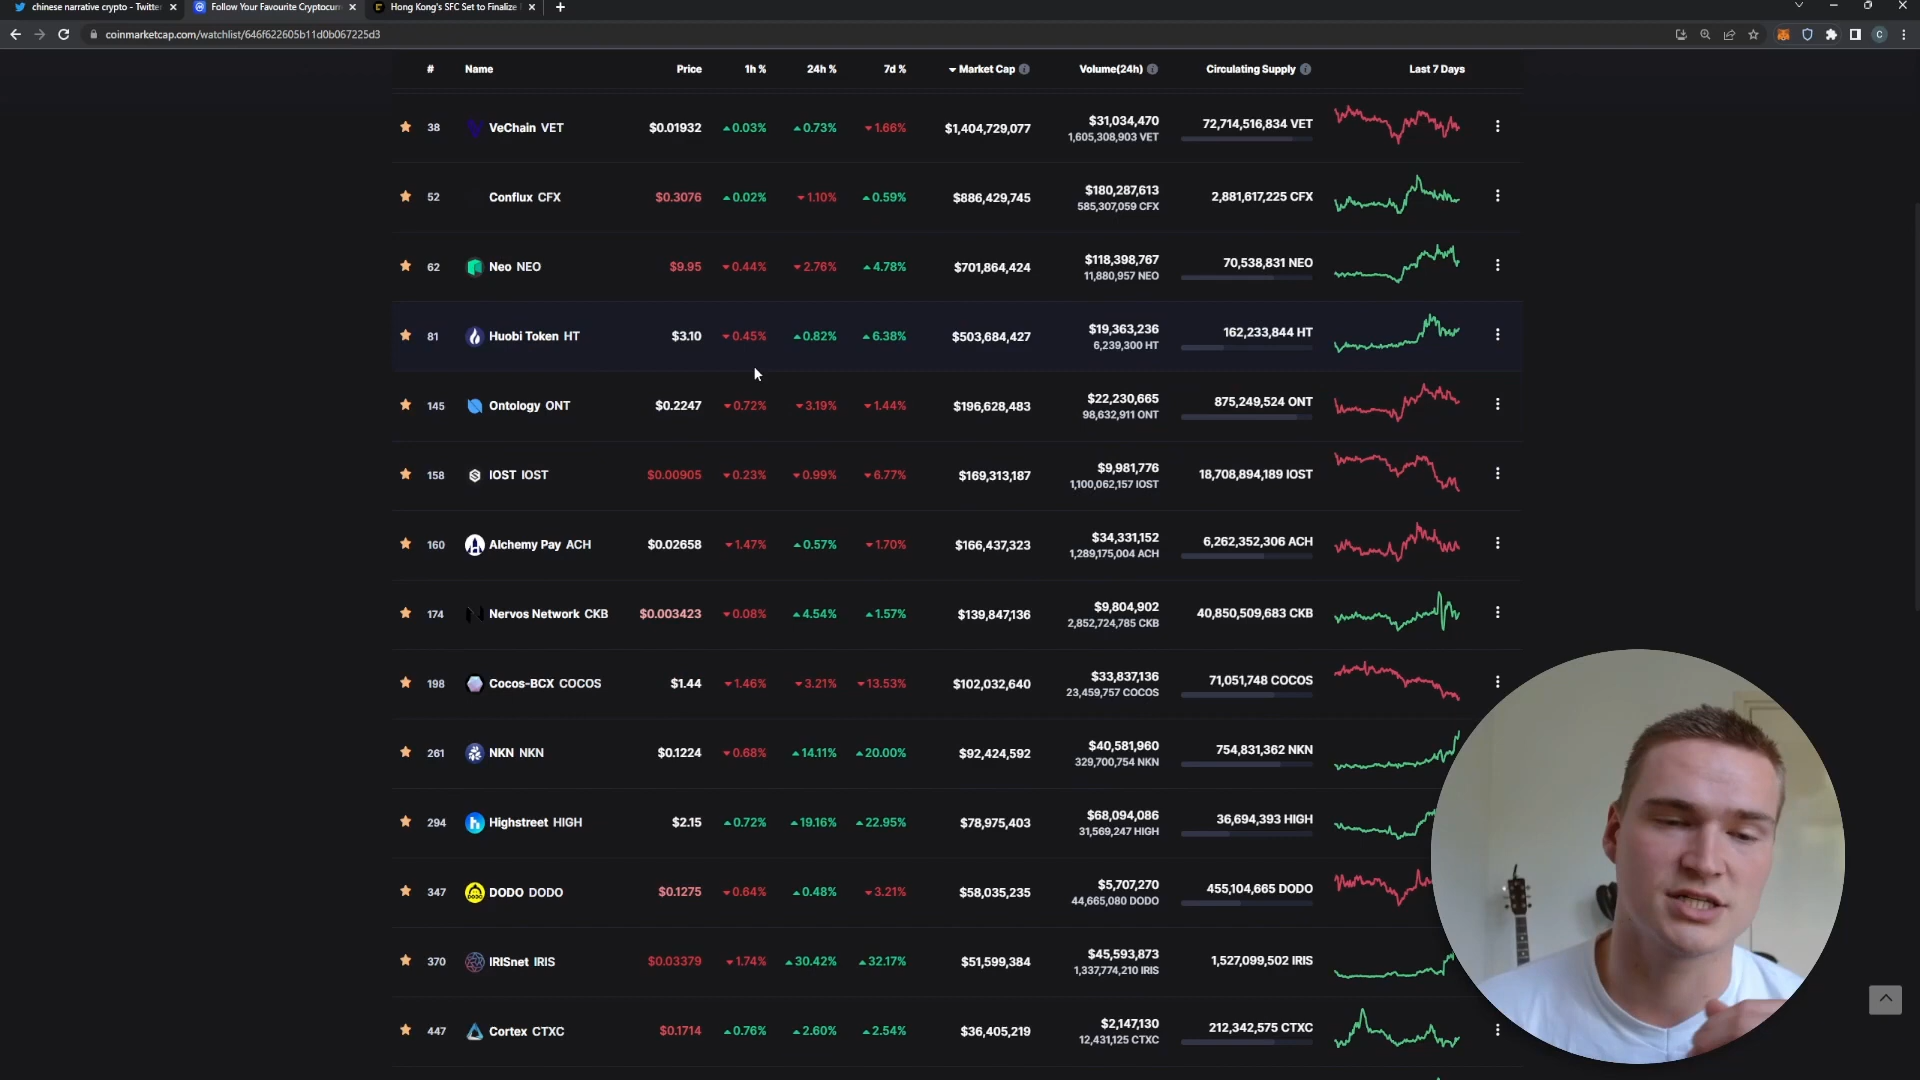 chinese narrative crypto - Twitte
Follow Your Favourite Cryptocur
Hong Kong's SFC Set to Finalize
coinmarketcap.com/watchlist/646f622605b11d0b067225d3
# Name Price 1h % 24h % 7d % Market Cap Volume(24h) Circulating Supply Last 7 Days
38 VeChain VET $0.01932 0.03% 0.73% 1.66% $1,404,729,077 $31,034,470 72,714,516,834 VET
1,605,308,903 VET
52 Conflux CFX $0.3076 0.02% 1.10% 0.59% $886,429,745 $180,287,613 2,881,617,225 CFX
585,307,059 CFX
62 Neo NEO $9.95 0.44% 2.76% 4.78% $701,864,424 $118,398,767 70,538,831 NEO
11,880,957 NEO
81 Huobi Token HT $3.10 0.45% 0.82% 6.38% $503,684,427 $19,363,236 162,233,844 HT
6,239,300 HT
145 Ontology ONT $0.2247 0.72% 3.19% 1.44% $196,628,483 $22,230,665 875,249,524 ONT
98,632,911 ONT
158 IOST IOST $0.00905 0.23% 0.99% 6.77% $169,313,187 $9,981,776 18,708,894,189 IOST
1,100,062,157 IOST
160 Alchemy Pay ACH $0.02658 1.47% 0.57% 1.70% $166,437,323 $34,331,152 6,262,352,306 ACH
1,289,175,004 ACH
174 Nervos Network CKB $0.003423 0.08% 4.54% 1.57% $139,847,136 $9,804,902 40,850,509,683 CKB
2,852,724,785 CKB
198 Cocos-BCX COCOS $1.44 1.46% 3.21% 13.53% $102,032,640 $33,837,136 71,051,748 COCOS
23,459,757 COCOS
261 NKN NKN $0.1224 0.68% 14.11% 20.00% $92,424,592 $40,581,960 754,831,362 NKN
329,700,754 NKN
294 Highstreet HIGH $2.15 0.72% 19.16% 22.95% $78,975,403 $68,094,086 36,694,393 HIGH
31,569,247 HIGH
347 DODO DODO $0.1275 0.64% 0.48% 3.21% $58,035,235 $5,707,270 455,104,665 DODO
44,665,080 DODO
370 IRISnet IRIS $0.03379 1.74% 30.42% 32.17% $51,599,384 $45,593,873 1,527,099,502 IRIS
1,337,774,210 IRIS
447 Cortex CTXC $0.1714 0.76% 2.60% 2.54% $36,405,219 $2,147,130 212,342,575 CTXC
12,431,125 CTXC